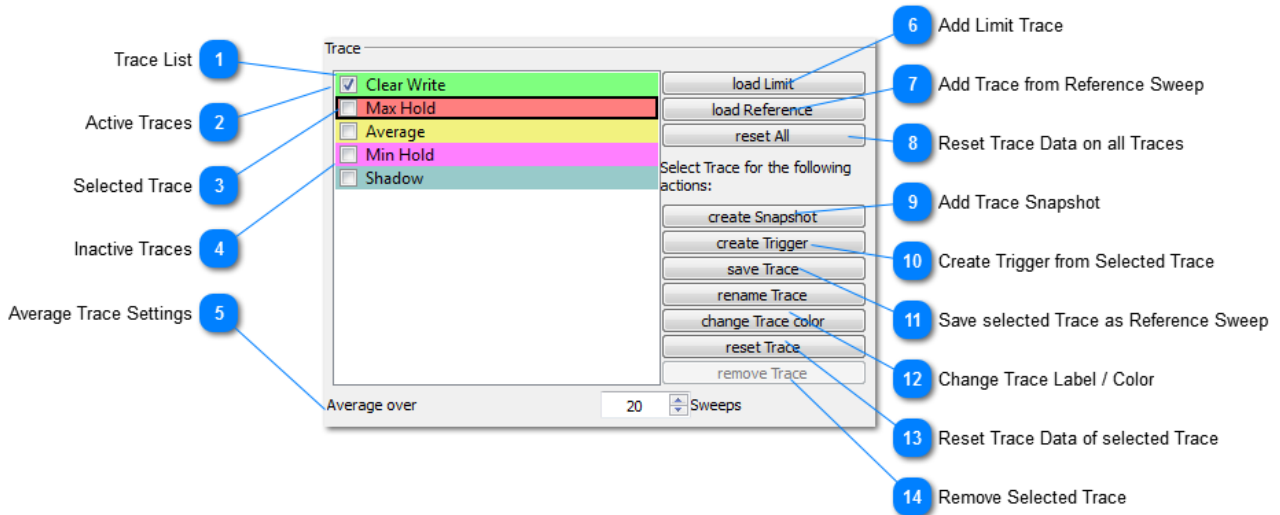 Trace List 1
Active Traces 2
Selected Trace 3
Inactive Traces 4
Average Trace Settings 5
Trace
Clear Write
Max Hold
Average
Min Hold
Shadow
load Limit
load Reference
reset All
Select Trace for the following
actions:
create Snapshot
create Trigger
save Trace
rename Trace
change Trace color
reset Trace
remove Trace
Average over 20 Sweeps
6 Add Limit Trace
7 Add Trace from Reference Sweep
8 Reset Trace Data on all Traces
9 Add Trace Snapshot
10 Create Trigger from Selected Trace
11 Save selected Trace as Reference Sweep
12 Change Trace Label / Color
13 Reset Trace Data of selected Trace
14 Remove Selected Trace